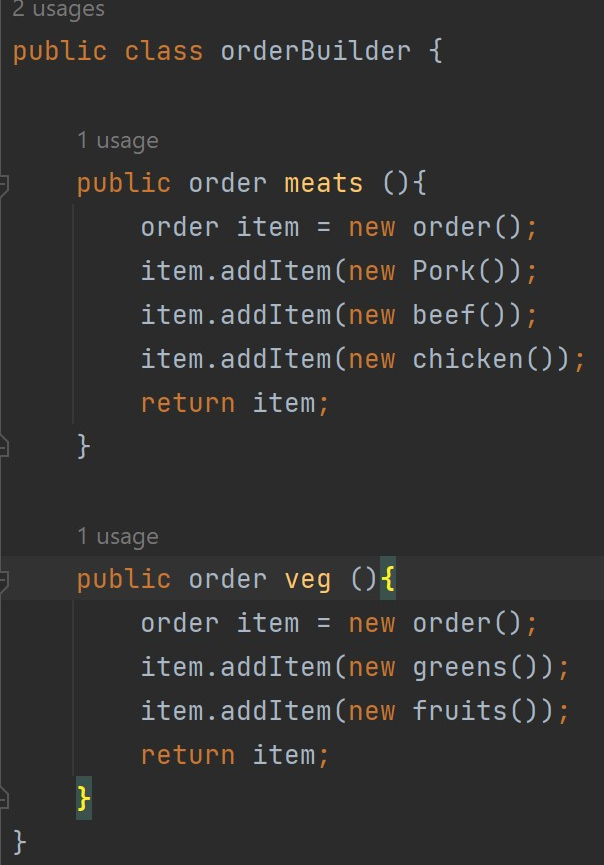 2 usages
public class orderBuilder {
1 usage
public order meats (){
order item = new order();
item.addItem(new Pork());
item.addItem(new beef());
item.addItem(new chicken());
return item;
}
1 usage
public order veg (){
order item = new order();
item.addItem(new greens());
item.addItem(new fruits());
return item;
}
}